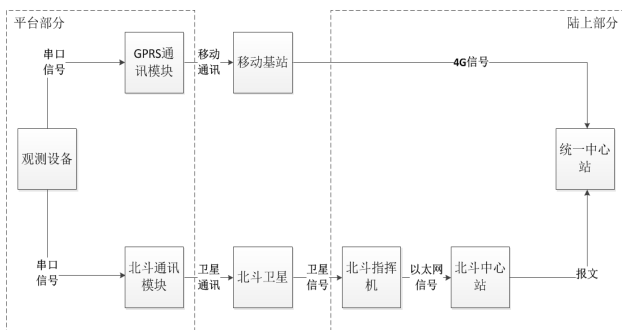 平台部分
陆上部分
串口
信号
GPRS通
讯模块
移动
通讯
移动基站
4G信号
观测设备
统一中心
站
串口
信号
北斗通讯
模块
卫星
通讯
北斗卫星
卫星
信号
北斗指挥
机
以太网
信号
北斗中心
站
报文